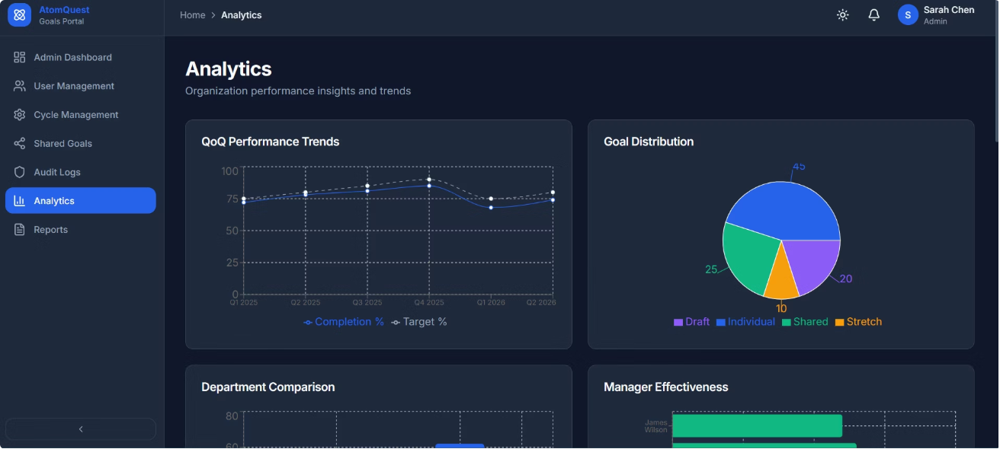 AtomQuest
Goals Portal
Home > Analytics
S
Sarah Chen
Admin
Admin Dashboard
User Management
Cycle Management
Shared Goals
Audit Logs
Analytics
Reports
Analytics
Organization performance insights and trends
QoQ Performance Trends
100
75
50
25
0
Q1 2025 Q2 2025 Q3 2025 Q4 2025 Q1 2026 Q2 2026
Completion % Target %
Goal Distribution
45
25
20
10
Draft Individual Shared Stretch
Department Comparison
80
60
Manager Effectiveness
James
Wilson